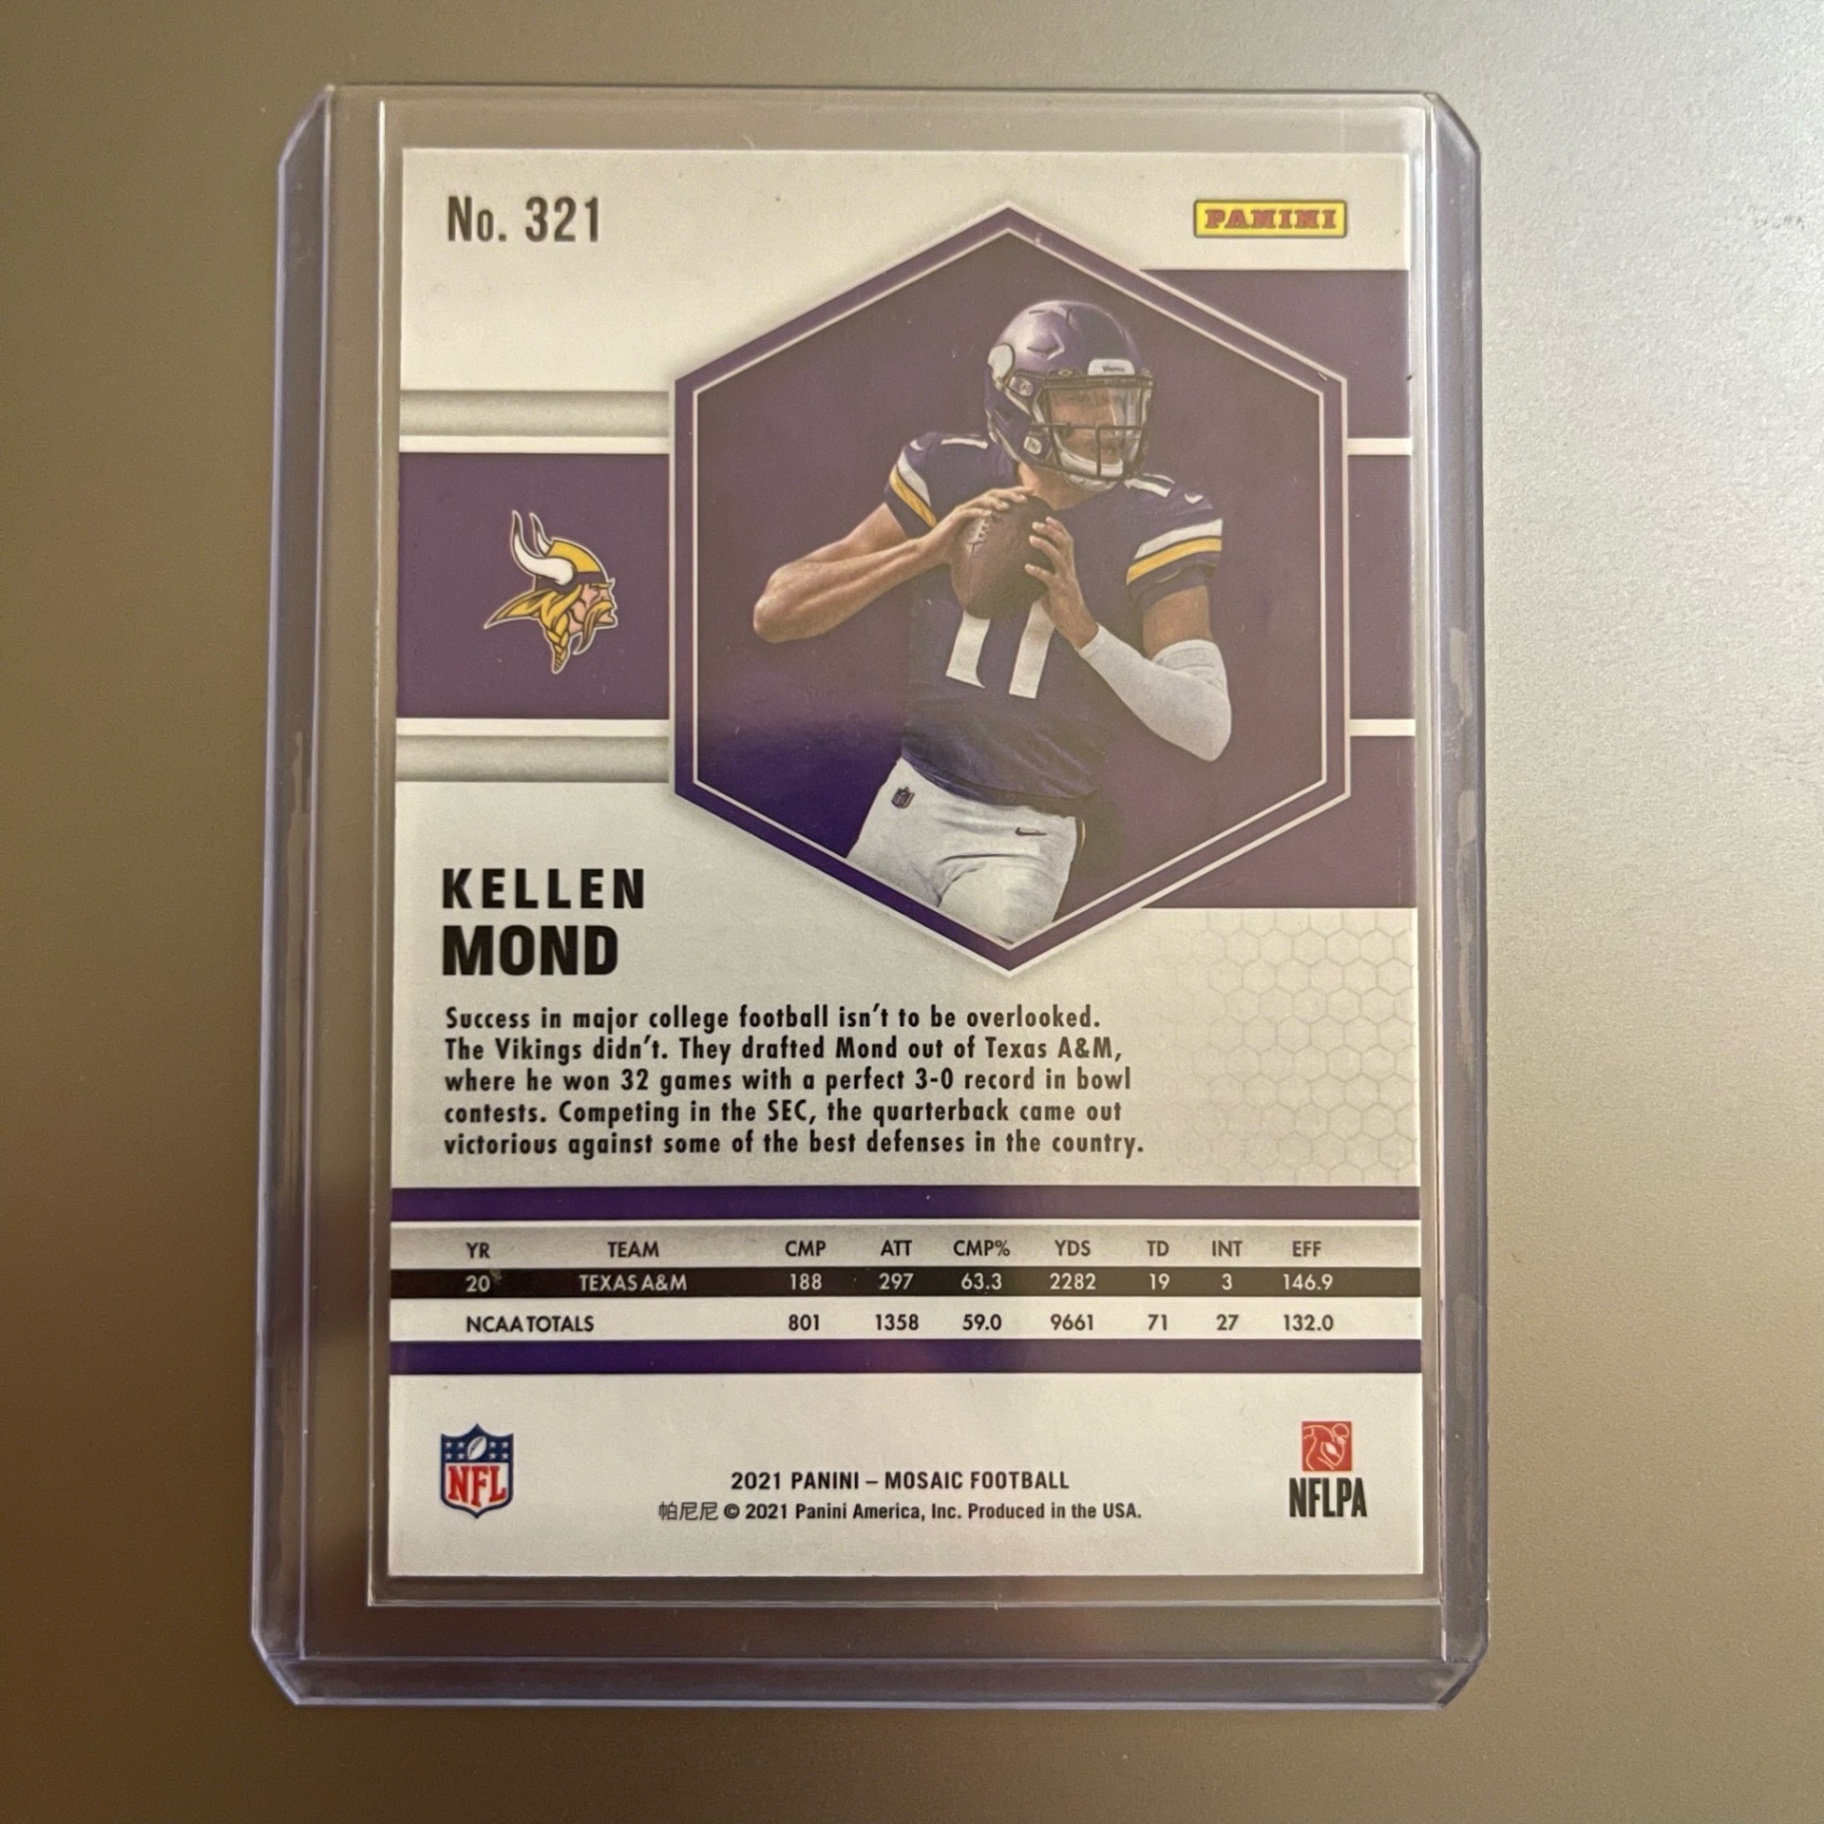 No. 321
PANINI
11
KELLEN
MOND
Success in major college football isn't to be overlooked.
The Vikings didn't. They drafted Mond out of Texas A&M,
where he won 32 games with a perfect 3-0 record in bowl
contests. Competing in the SEC, the quarterback came out
victorious against some of the best defenses in the country.
YR TEAM CMP ATT CMP% YDS TD INT EFF
20 TEXAS A&M 188 297 63.3 2282 19 3 146.9
NCAA TOTALS 801 1358 59.0 9661 71 27 132.0
NFL
2021 PANINI – MOSAIC FOOTBALL
帕尼尼 © 2021 Panini America, Inc. Produced in the USA.
NFLPA